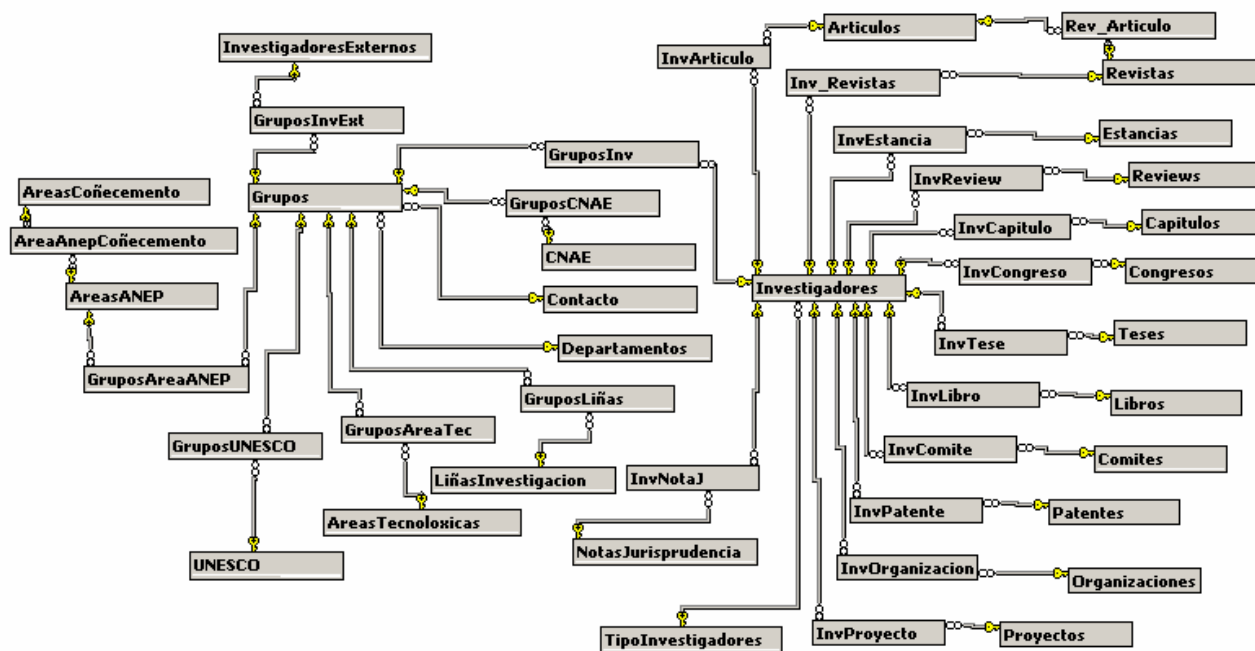 Articulos
Rev_Articulo
InvestigadoresExternos
InvArticulo
Revistas
Inv_Revistas
GruposInvExt
Estancias
InvEstancia
GruposInv
Reviews
InvReview
AreasCoñecemento
Grupos
GruposCNAE
Capitulos
InvCapitulo
AreaAnepCoñecemento
CNAE
InvCongreso
Congresos
AreasANEP
Contacto
Investigadores
Departamentos
InvTese
Teses
GruposAreaANEP
GruposLiñas
InvLibro
Libros
GruposAreaTec
GruposUNESCO
InvComite
Comites
LiñasInvestigacion
InvNotaJ
InvPatente
Patentes
AreasTecnoloxicas
NotasJurisprudencia
UNESCO
InvOrganizacion
Organizaciones
TipoInvestigadores
InvProyecto
Proyectos